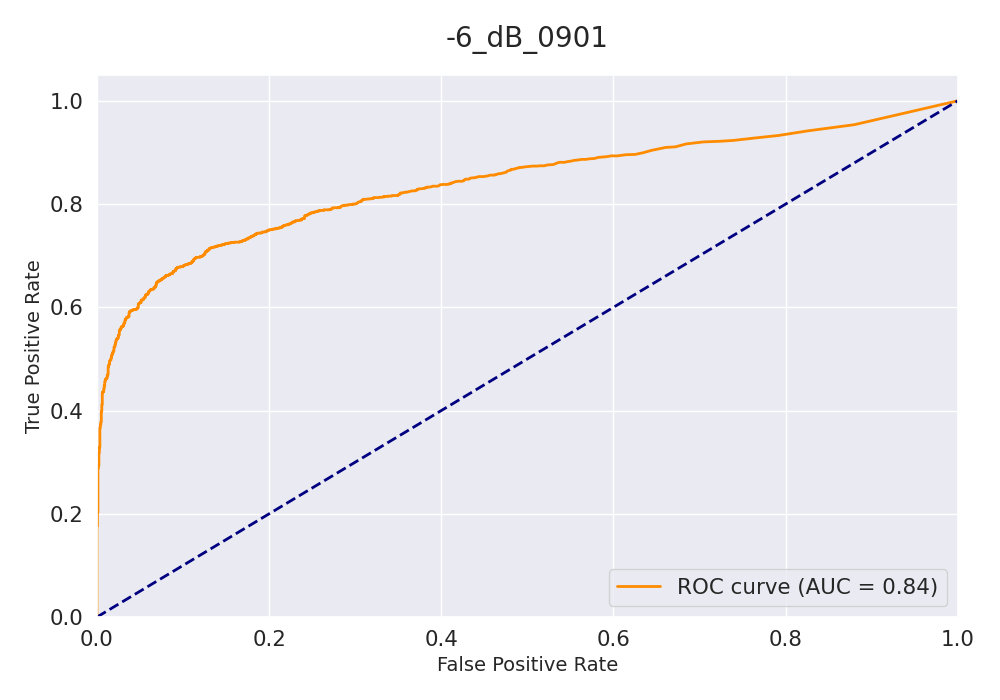 -6_dB_0901
1.0
0.8
0.6
0.4
0.2
0.0
True Positive Rate
ROC curve (AUC = 0.84)
0.0 0.2 0.4 0.6 0.8 1.0
False Positive Rate